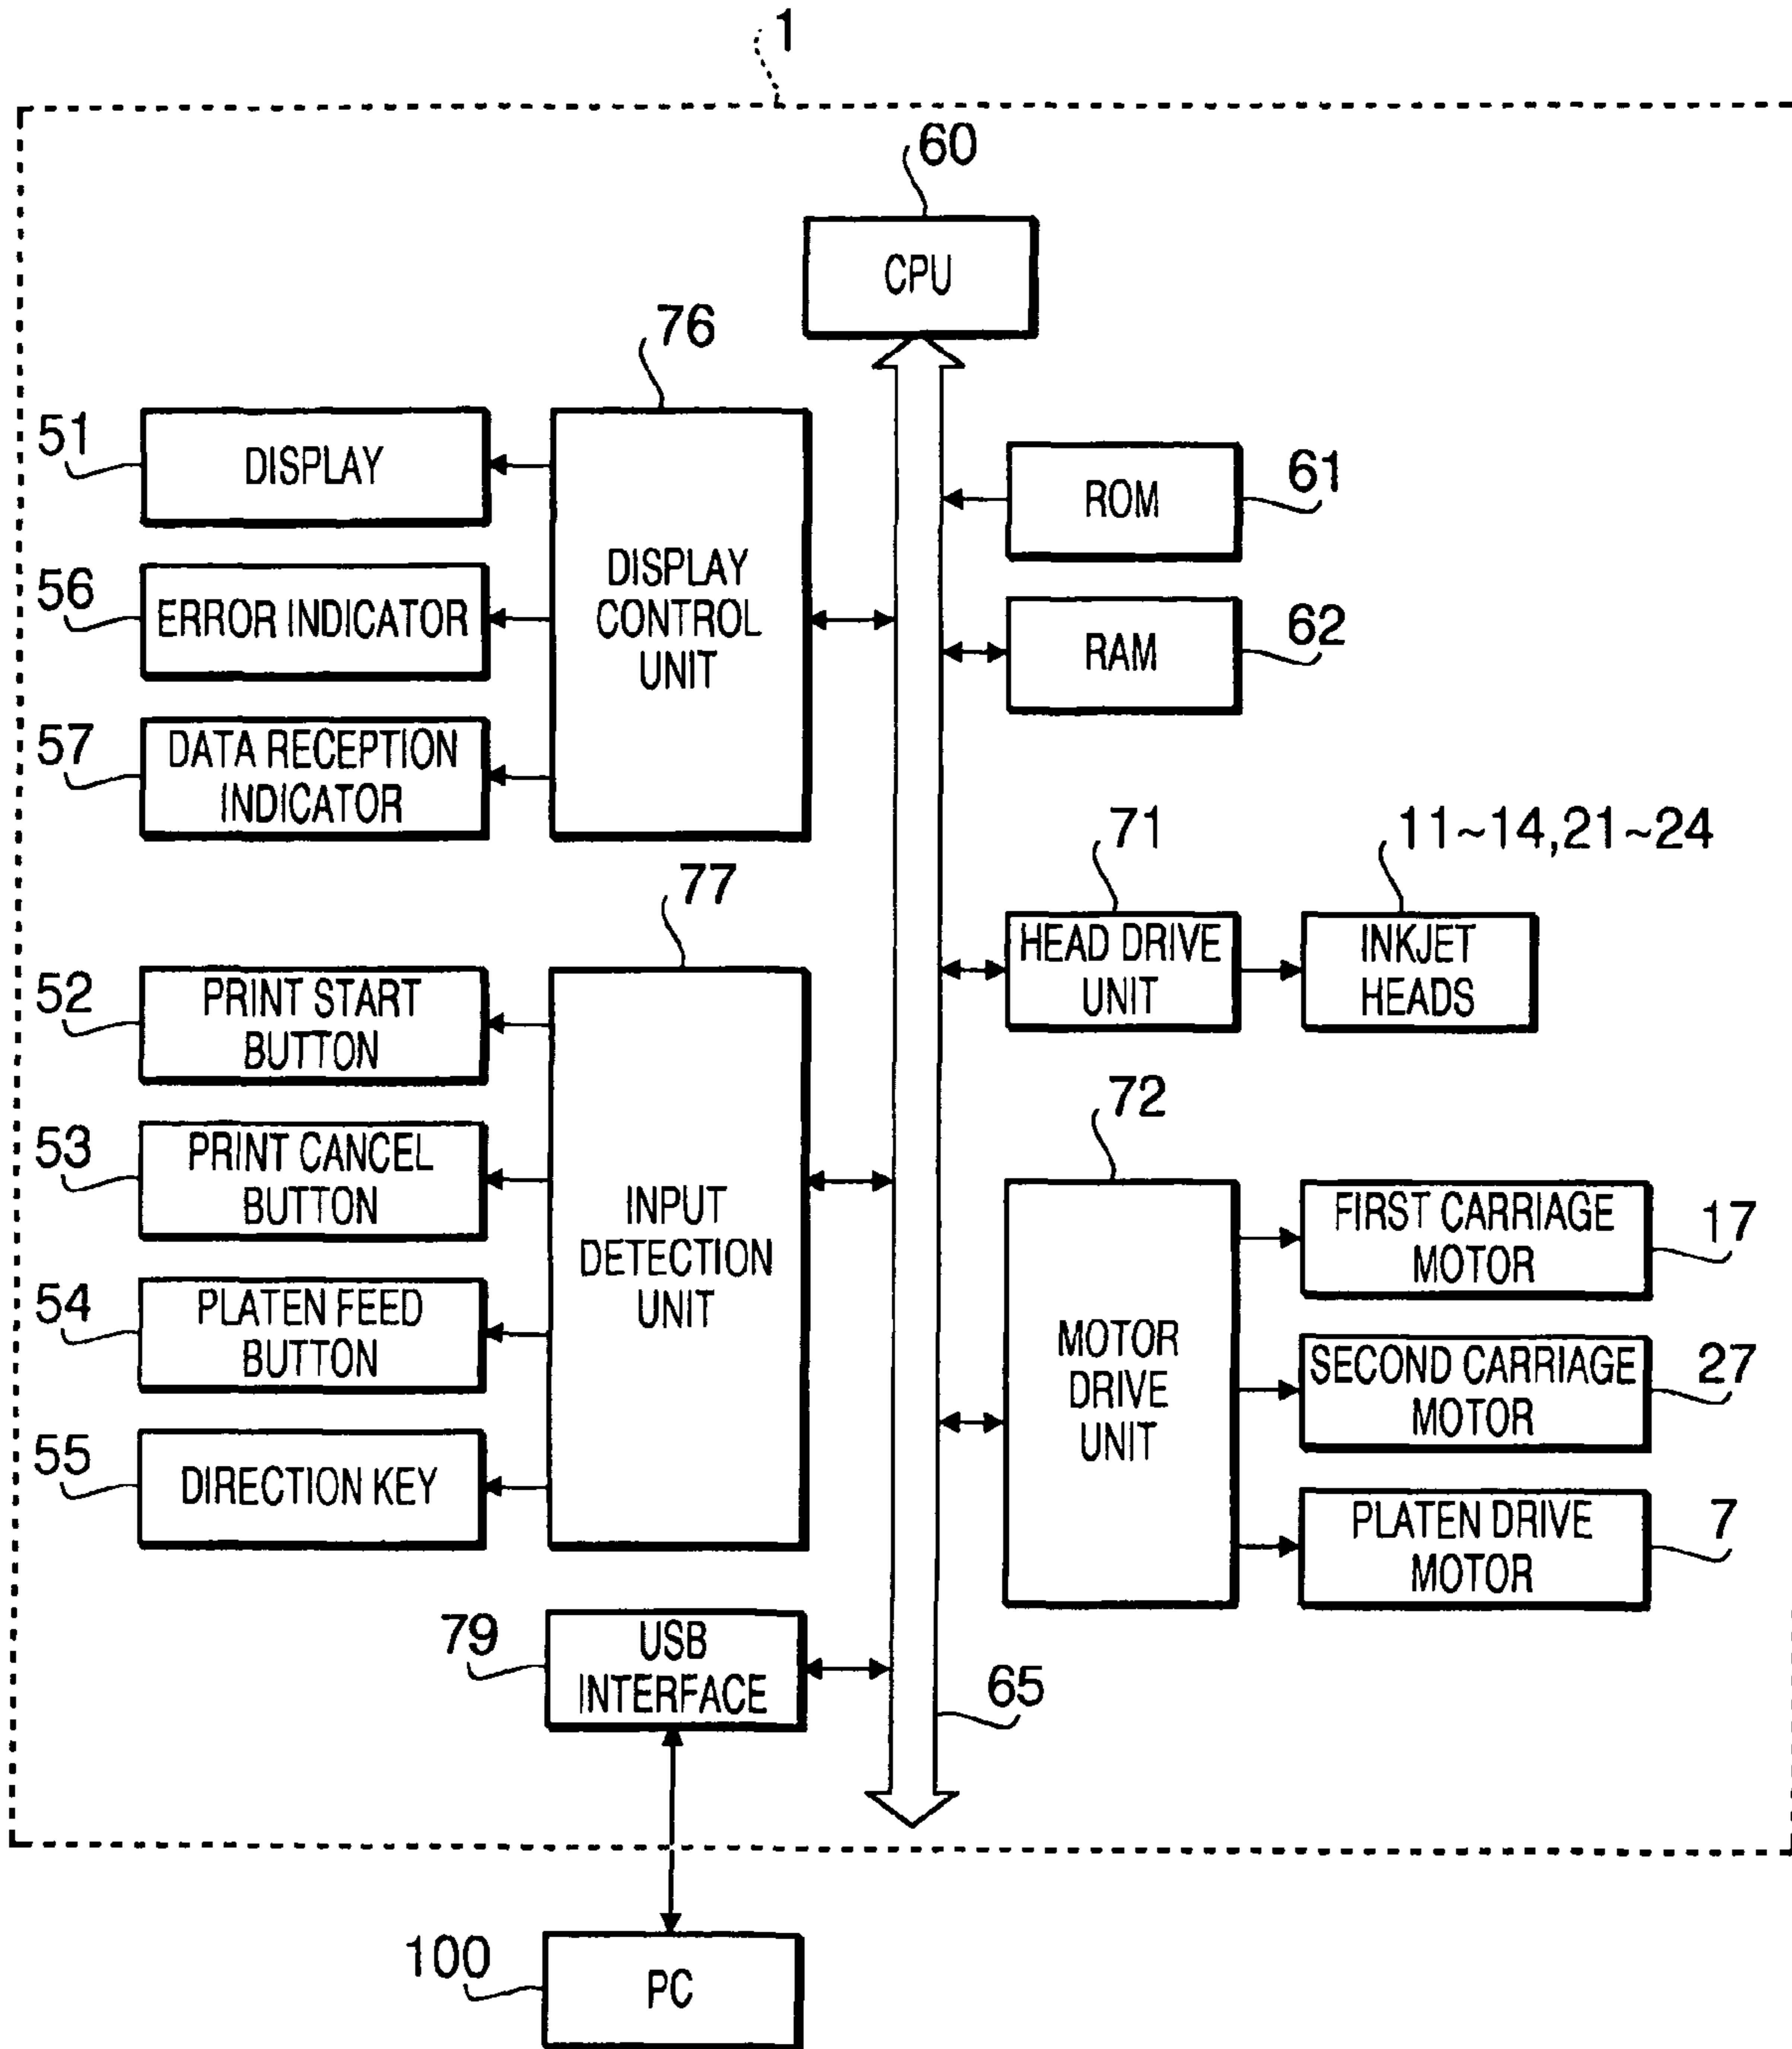 1
60
CPU
76
51
DISPLAY
56
ERROR INDICATOR
57
DATA RECEPTION
INDICATOR
DISPLAY
CONTROL
UNIT
ROM
61
RAM
62
71
HEAD DRIVE
UNIT
11~14,21~24
INKJET
HEADS
77
52
PRINT START
BUTTON
53
PRINT CANCEL
BUTTON
54
PLATEN FEED
BUTTON
55
DIRECTION KEY
INPUT
DETECTION
UNIT
72
MOTOR
DRIVE
UNIT
FIRST CARRIAGE
MOTOR
17
SECOND CARRIAGE
MOTOR
27
PLATEN DRIVE
MOTOR
7
79
USB
INTERFACE
65
100
PC